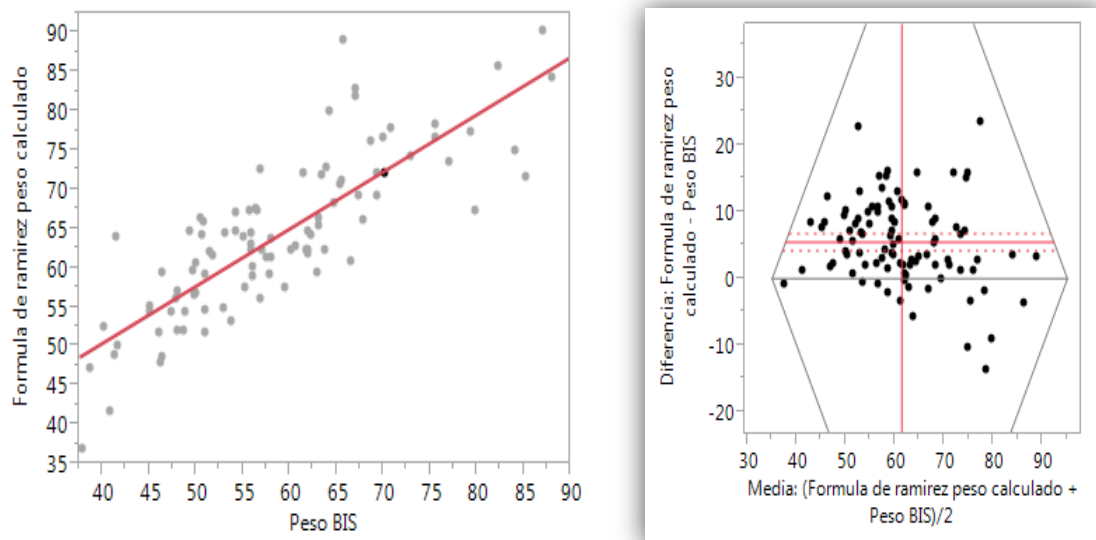 Formula de ramirez peso calculado
90
85
80
75
70
65
60
55
50
45
40
35
40 45 50 55 60 65 70 75 80 85 90
Peso BIS
Diferencia: Formula de ramirez peso
calculado - Peso BIS
30
20
10
0
-10
-20
30 40 50 60 70 80 90
Media: (Formula de ramirez peso calculado +
Peso BIS)/2